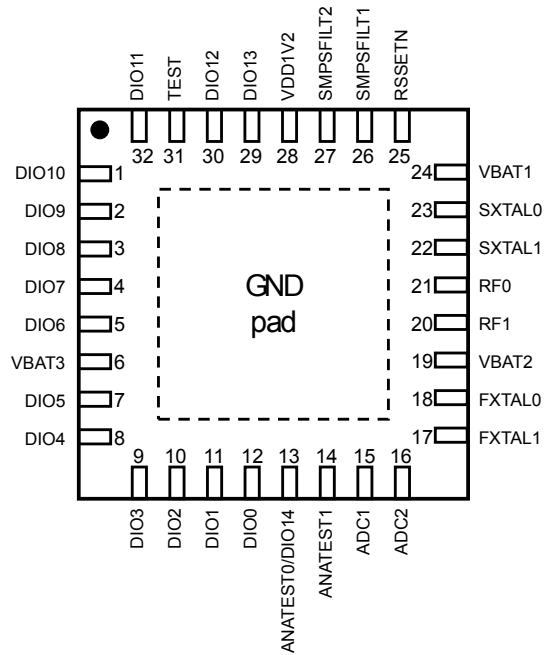 DIO11
TEST
DIO12
DIO13
VDD1V2
SMPSFILT2
SMPSFILT1
RSSETN
32
31
30
29
28
27
26
25
DIO10 1
DIO9 2
DIO8 3
DIO7 4
DIO6 5
VBAT3 6
DIO5 7
DIO4 8
GND
pad
24 VBAT1
23 SXTAL0
22 SXTAL1
21 RF0
20 RF1
19 VBAT2
18 FXTAL0
17 FXTAL1
9
10
11
12
13
14
15
16
DIO3
DIO2
DIO1
DIO0
ANATEST0/DIO14
ANATEST1
ADC1
ADC2